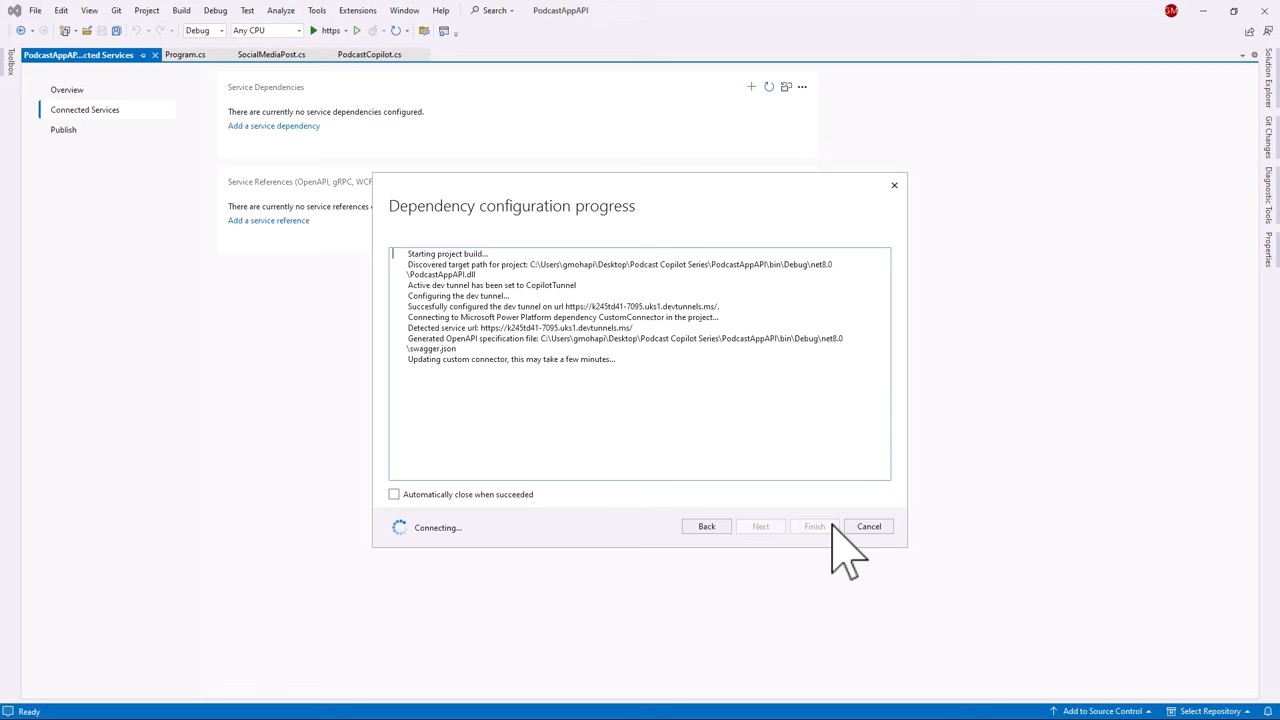 File Edit View Git Project Build Debug Test Analyze Tools Extensions Window Help Search PodcastAppAPI GM
Debug Any CPU https
PodcastAppAP...cted Services Program.cs SocialMediaPost.cs PodcastCopilot.cs
Toolbox
Overview
Connected Services
Publish
Service Dependencies
There are currently no service dependencies configured.
Add a service dependency
Service References (OpenAPI, gRPC, WCF
There are currently no service references
Add a service reference
Dependency configuration progress
Starting project build...
Discovered target path for project: C:\Users\gmohapi\Desktop\Podcast Copilot Series\PodcastAppAPI\bin\Debug\net8.0
\PodcastAppAPI.dll
Active dev tunnel has been set to CopilotTunnel
Configuring the dev tunnel...
Succesfully configured the dev tunnel on url https://k245td41-7095.uks1.devtunnels.ms/.
Connecting to Microsoft Power Platform dependency CustomConnector in the project...
Detected service url: https://k245td41-7095.uks1.devtunnels.ms/
Generated OpenAPI specification file: C:\Users\gmohapi\Desktop\Podcast Copilot Series\PodcastAppAPI\bin\Debug\net8.0
\swagger.json
Updating custom connector, this may take a few minutes...
Automatically close when succeeded
Connecting...
Back Next Finish Cancel
Solution Explorer
Git Changes
Diagnostic Tools
Properties
Ready
Add to Source Control
Select Repository